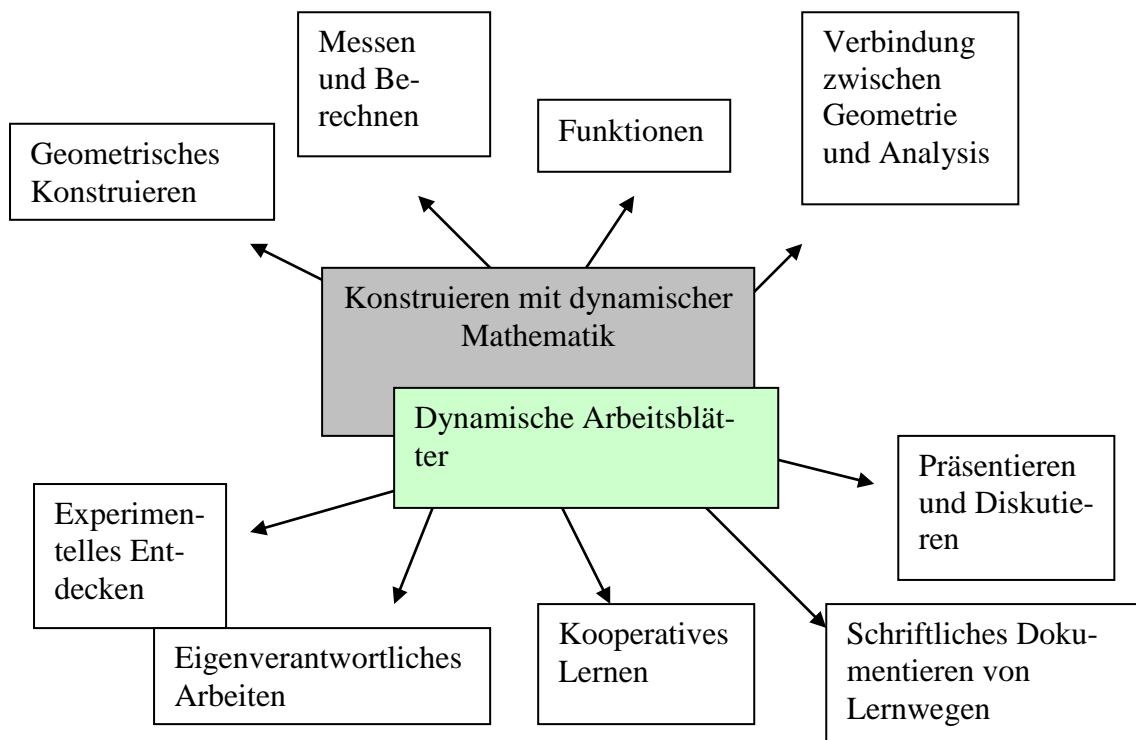 Messen
und Be-
rechnen
Verbindung
zwischen
Geometrie
und Analysis
Funktionen
Geometrisches
Konstruieren
Konstruieren mit dynamischer
Mathematik
Dynamische Arbeitsblät-
ter
Präsentieren
und Diskutie-
ren
Experimen-
telles Ent-
decken
Eigenverantwortliches
Arbeiten
Kooperatives
Lernen
Schriftliches Doku-
mentieren von
Lernwegen